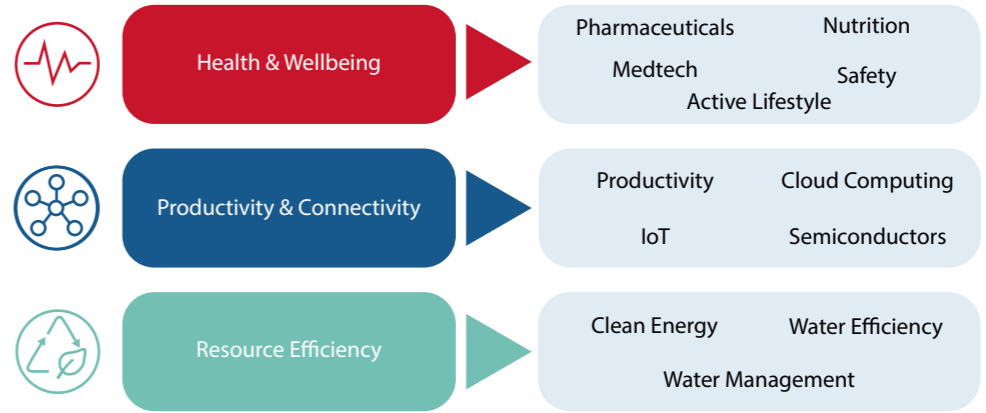 Health & Wellbeing
Pharmaceuticals
Nutrition
Medtech
Safety
Active Lifestyle
Productivity & Connectivity
Productivity
Cloud Computing
IoT
Semiconductors
Resource Efficiency
Clean Energy
Water Efficiency
Water Management